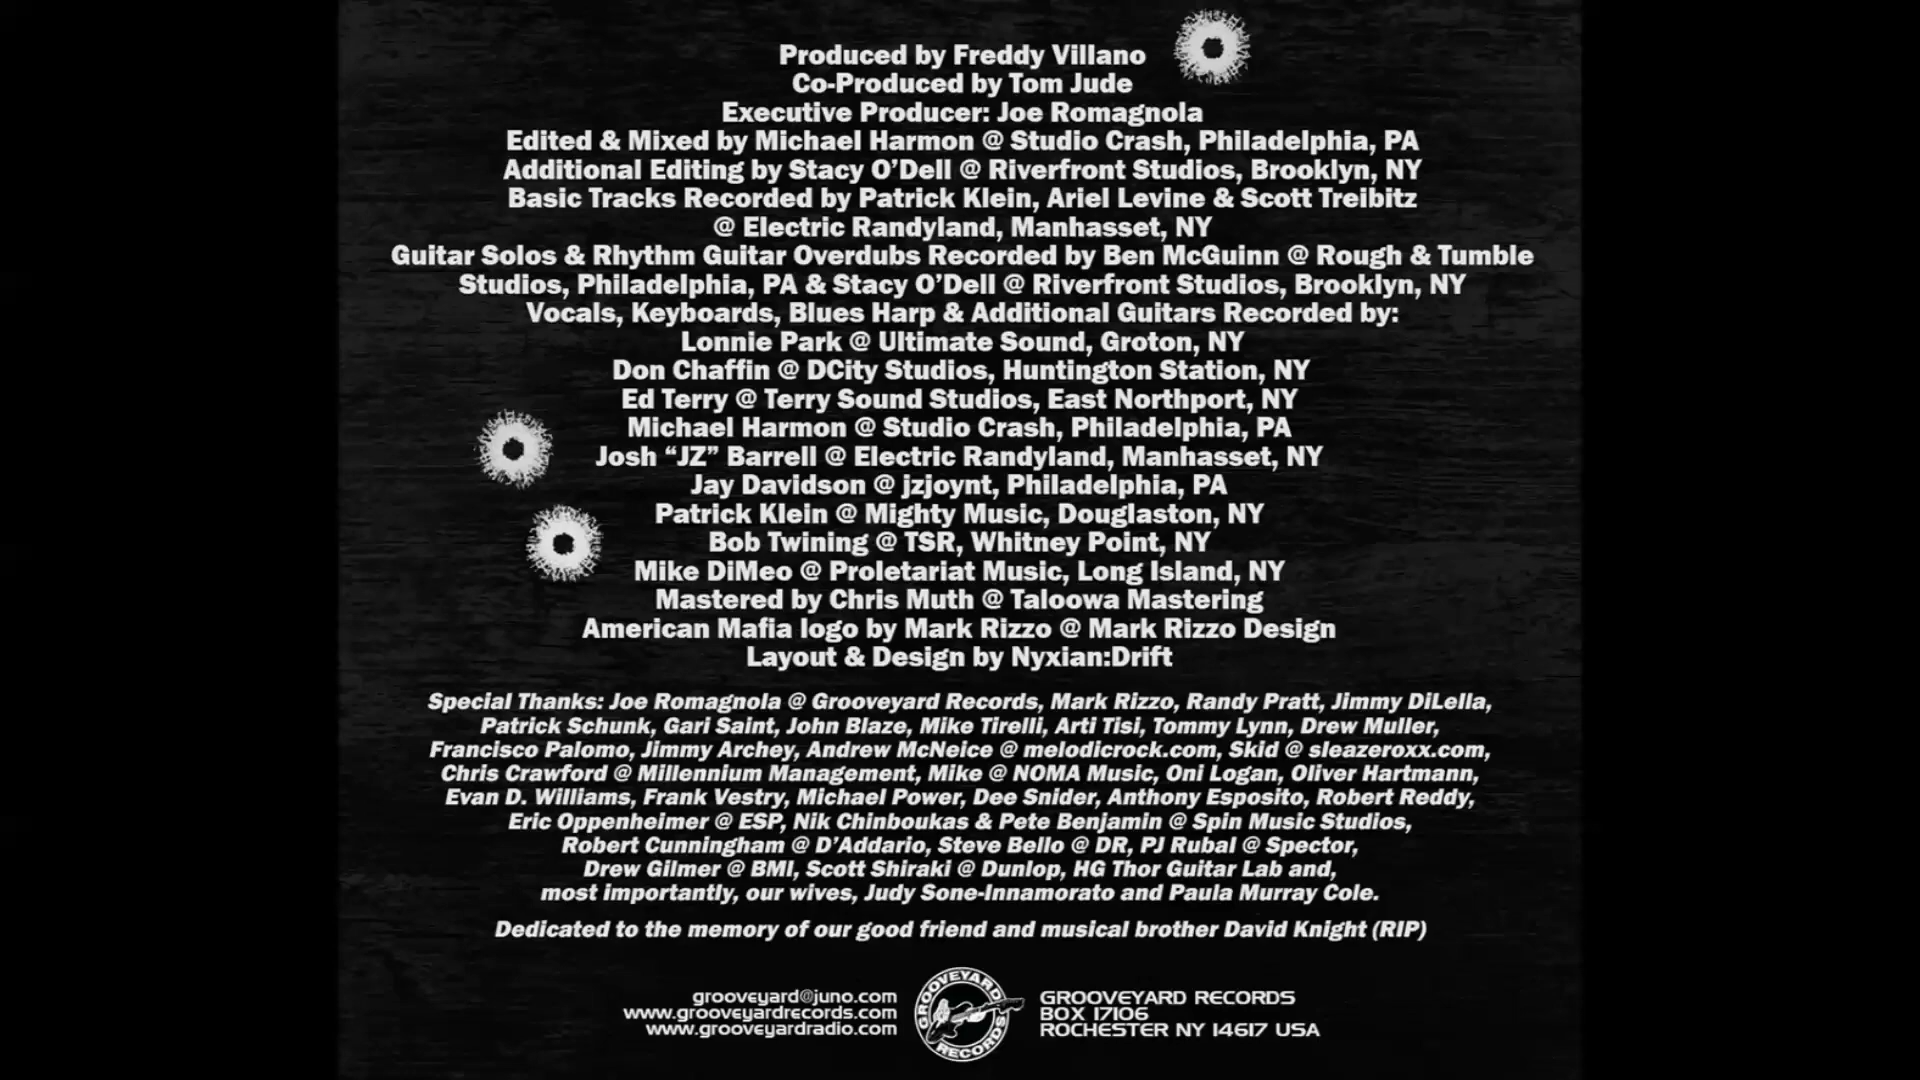 Produced by Freddy Villano
Co-Produced by Tom Jude
Executive Producer: Joe Romagnola
Edited & Mixed by Michael Harmon @ Studio Crash, Philadelphia, PA
Additional Editing by Stacy O’Dell @ Riverfront Studios, Brooklyn, NY
Basic Tracks Recorded by Patrick Klein, Ariel Levine & Scott Treibitz
@ Electric Randyland, Manhasset, NY
Guitar Solos & Rhythm Guitar Overdubs Recorded by Ben McGuinn @ Rough & Tumble
Studios, Philadelphia, PA & Stacy O’Dell @ Riverfront Studios, Brooklyn, NY
Vocals, Keyboards, Blues Harp & Additional Guitars Recorded by:
Lonnie Park @ Ultimate Sound, Groton, NY
Don Chaffin @ DCity Studios, Huntington Station, NY
Ed Terry @ Terry Sound Studios, East Northport, NY
Michael Harmon @ Studio Crash, Philadelphia, PA
Josh “JZ” Barrell @ Electric Randyland, Manhasset, NY
Jay Davidson @ jzjoynt, Philadelphia, PA
Patrick Klein @ Mighty Music, Douglaston, NY
Bob Twining @ TSR, Whitney Point, NY
Mike DiMeo @ Proletariat Music, Long Island, NY
Mastered by Chris Muth @ Taloowa Mastering
American Mafia logo by Mark Rizzo @ Mark Rizzo Design
Layout & Design by Nyxian:Drift
Special Thanks: Joe Romagnola @ Grooveyard Records, Mark Rizzo, Randy Pratt, Jimmy DiLella,
Patrick Schunk, Gari Saint, John Blaze, Mike Tirelli, Arti Tisi, Tommy Lynn, Drew Muller,
Francisco Palomo, Jimmy Archey, Andrew McNeice @ melodicrock.com, Skid @ sleazeroxx.com,
Chris Crawford @ Millennium Management, Mike @ NOMA Music, Oni Logan, Oliver Hartmann,
Evan D. Williams, Frank Vestry, Michael Power, Dee Snider, Anthony Esposito, Robert Reddy,
Eric Oppenheimer @ ESP, Nik Chinboukas & Pete Benjamin @ Spin Music Studios,
Robert Cunningham @ D’Addario, Steve Bello @ DR, PJ Rubal @ Spector,
Drew Gilmer @ BMI, Scott Shiraki @ Dunlop, HG Thor Guitar Lab and,
most importantly, our wives, Judy Sone-Innamorato and Paula Murray Cole.
Dedicated to the memory of our good friend and musical brother David Knight (RIP)
grooveyard@juno.com
www.grooveyardrecords.com
www.grooveyardradio.com
GROOVEYARD
RECORDS
GROOVEYARD RECORDS
BOX 17106
ROCHESTER NY 14617 USA